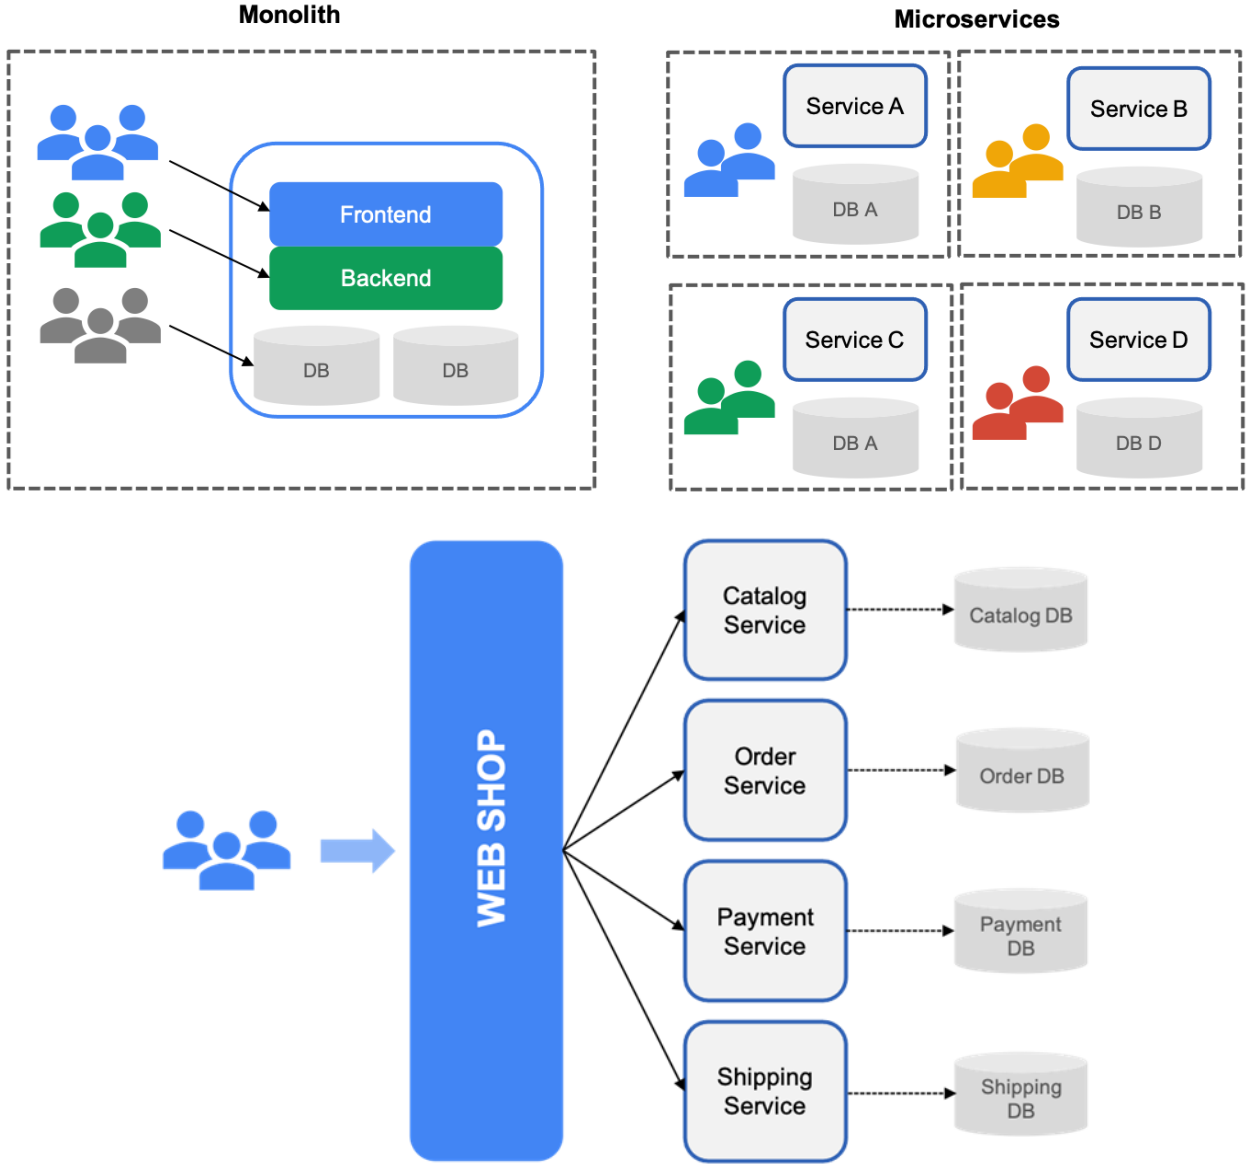 Monolith
Frontend
Backend
DB
DB
Microservices
Service A
DB A
Service B
DB B
Service C
DB A
Service D
DB D
WEB SHOP
Catalog
Service
Catalog DB
Order
Service
Order DB
Payment
Service
Payment
DB
Shipping
Service
Shipping
DB